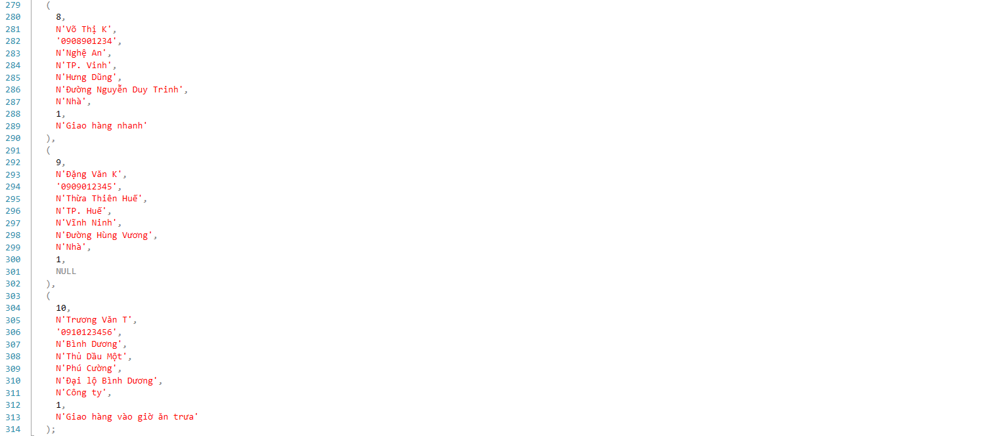 279 (
280 8,
281 N'Võ Thị K',
282 '0908901234',
283 N'Nghệ An',
284 N'TP. Vinh',
285 N'Hưng Dũng',
286 N'Đường Nguyễn Duy Trinh',
287 N'Nhà',
288 1,
289 N'Giao hàng nhanh'
290 ),
291 (
292 9,
293 N'Đặng Văn K',
294 '0909012345',
295 N'Thừa Thiên Huế',
296 N'TP. Huế',
297 N'Vĩnh Ninh',
298 N'Đường Hùng Vương',
299 N'Nhà',
300 1,
301 NULL
302 ),
303 (
304 10,
305 N'Trương Văn T',
306 '0910123456',
307 N'Bình Dương',
308 N'Thủ Dầu Một',
309 N'Phú Cường',
310 N'Đại lộ Bình Dương',
311 N'Công ty',
312 1,
313 N'Giao hàng vào giờ ăn trưa'
314 );